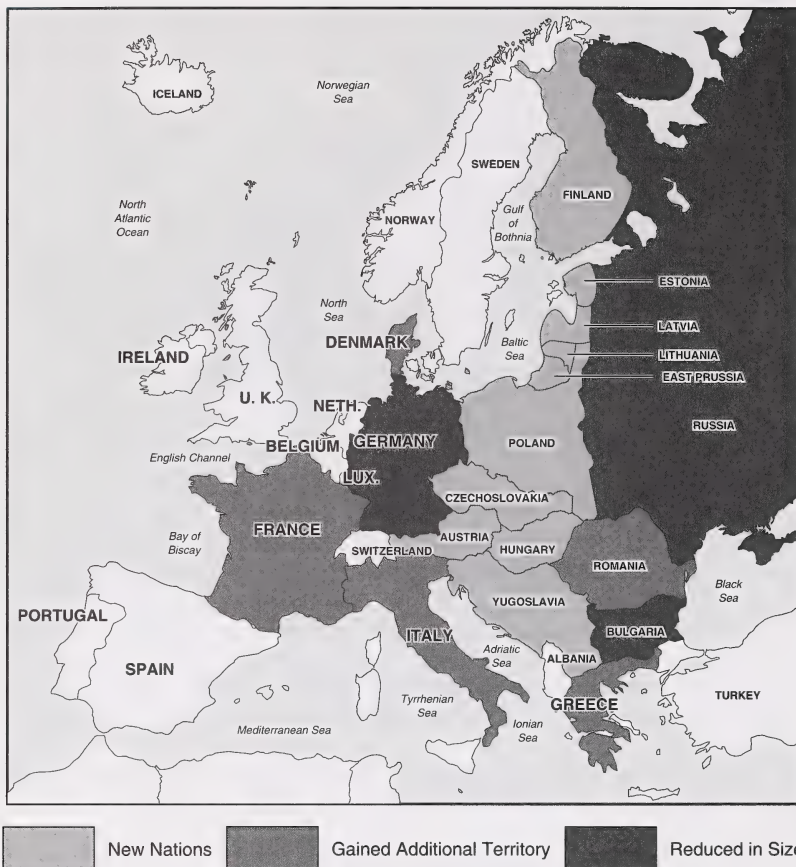 ICELAND
Norwegian
Sea
SWEDEN
FINLAND
North
Atlantic
Ocean
NORWAY
Gulf
of
Bothnia
ESTONIA
North
Sea
LATVIA
DENMARK
Baltic
Sea
LITHUANIA
IRELAND
EAST PRUSSIA
U. K.
NETH.
RUSSIA
BELGIUM
GERMANY
POLAND
English Channel
LUX.
CZECHOSLOVAKIA
FRANCE
AUSTRIA
Bay of
Biscay
SWITZERLAND
HUNGARY
ROMANIA
Black
Sea
YUGOSLAVIA
PORTUGAL
BULGARIA
ITALY
SPAIN
Adriatic
Sea
ALBANIA
TURKEY
Tyrrhenian
Sea
GREECE
Mediterranean Sea
Ionian
Sea
New Nations
Gained Additional Territory
Reduced in Size